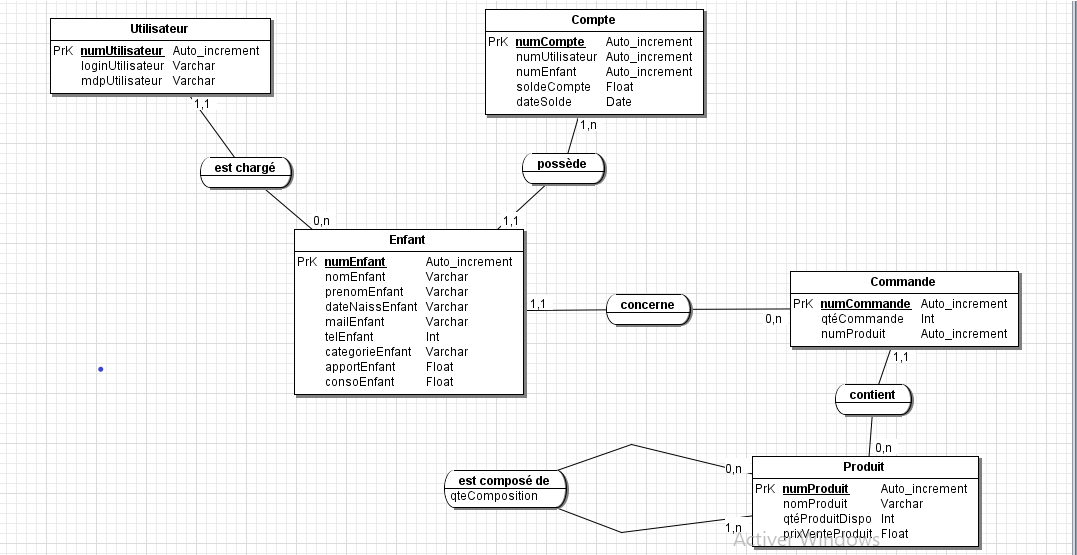 Utilisateur
PrK numUtilisateur Auto_increment
loginUtilisateur Varchar
mdpUtilisateur Varchar
1,1
est chargé
0,n
Compte
PrK numCompte Auto_increment
numUtilisateur Auto_increment
numEnfant Auto_increment
soldeCompte Float
dateSolde Date
1,n
possède
1,1
Enfant
PrK numEnfant Auto_increment
nomEnfant Varchar
prenomEnfant Varchar
dateNaissEnfant Varchar
mailEnfant Varchar
telEnfant Int
categorieEnfant Varchar
apportEnfant Float
consoEnfant Float
1,1
concerne
0,n
Commande
PrK numCommande Auto_increment
qtéCommande Int
numProduit Auto_increment
1,1
contient
0,n
est composé de
qteComposition
0,n
1,n
Produit
PrK numProduit Auto_increment
nomProduit Varchar
qtéProduitDispo Int
prixVenteProduit Float
Activer Windows